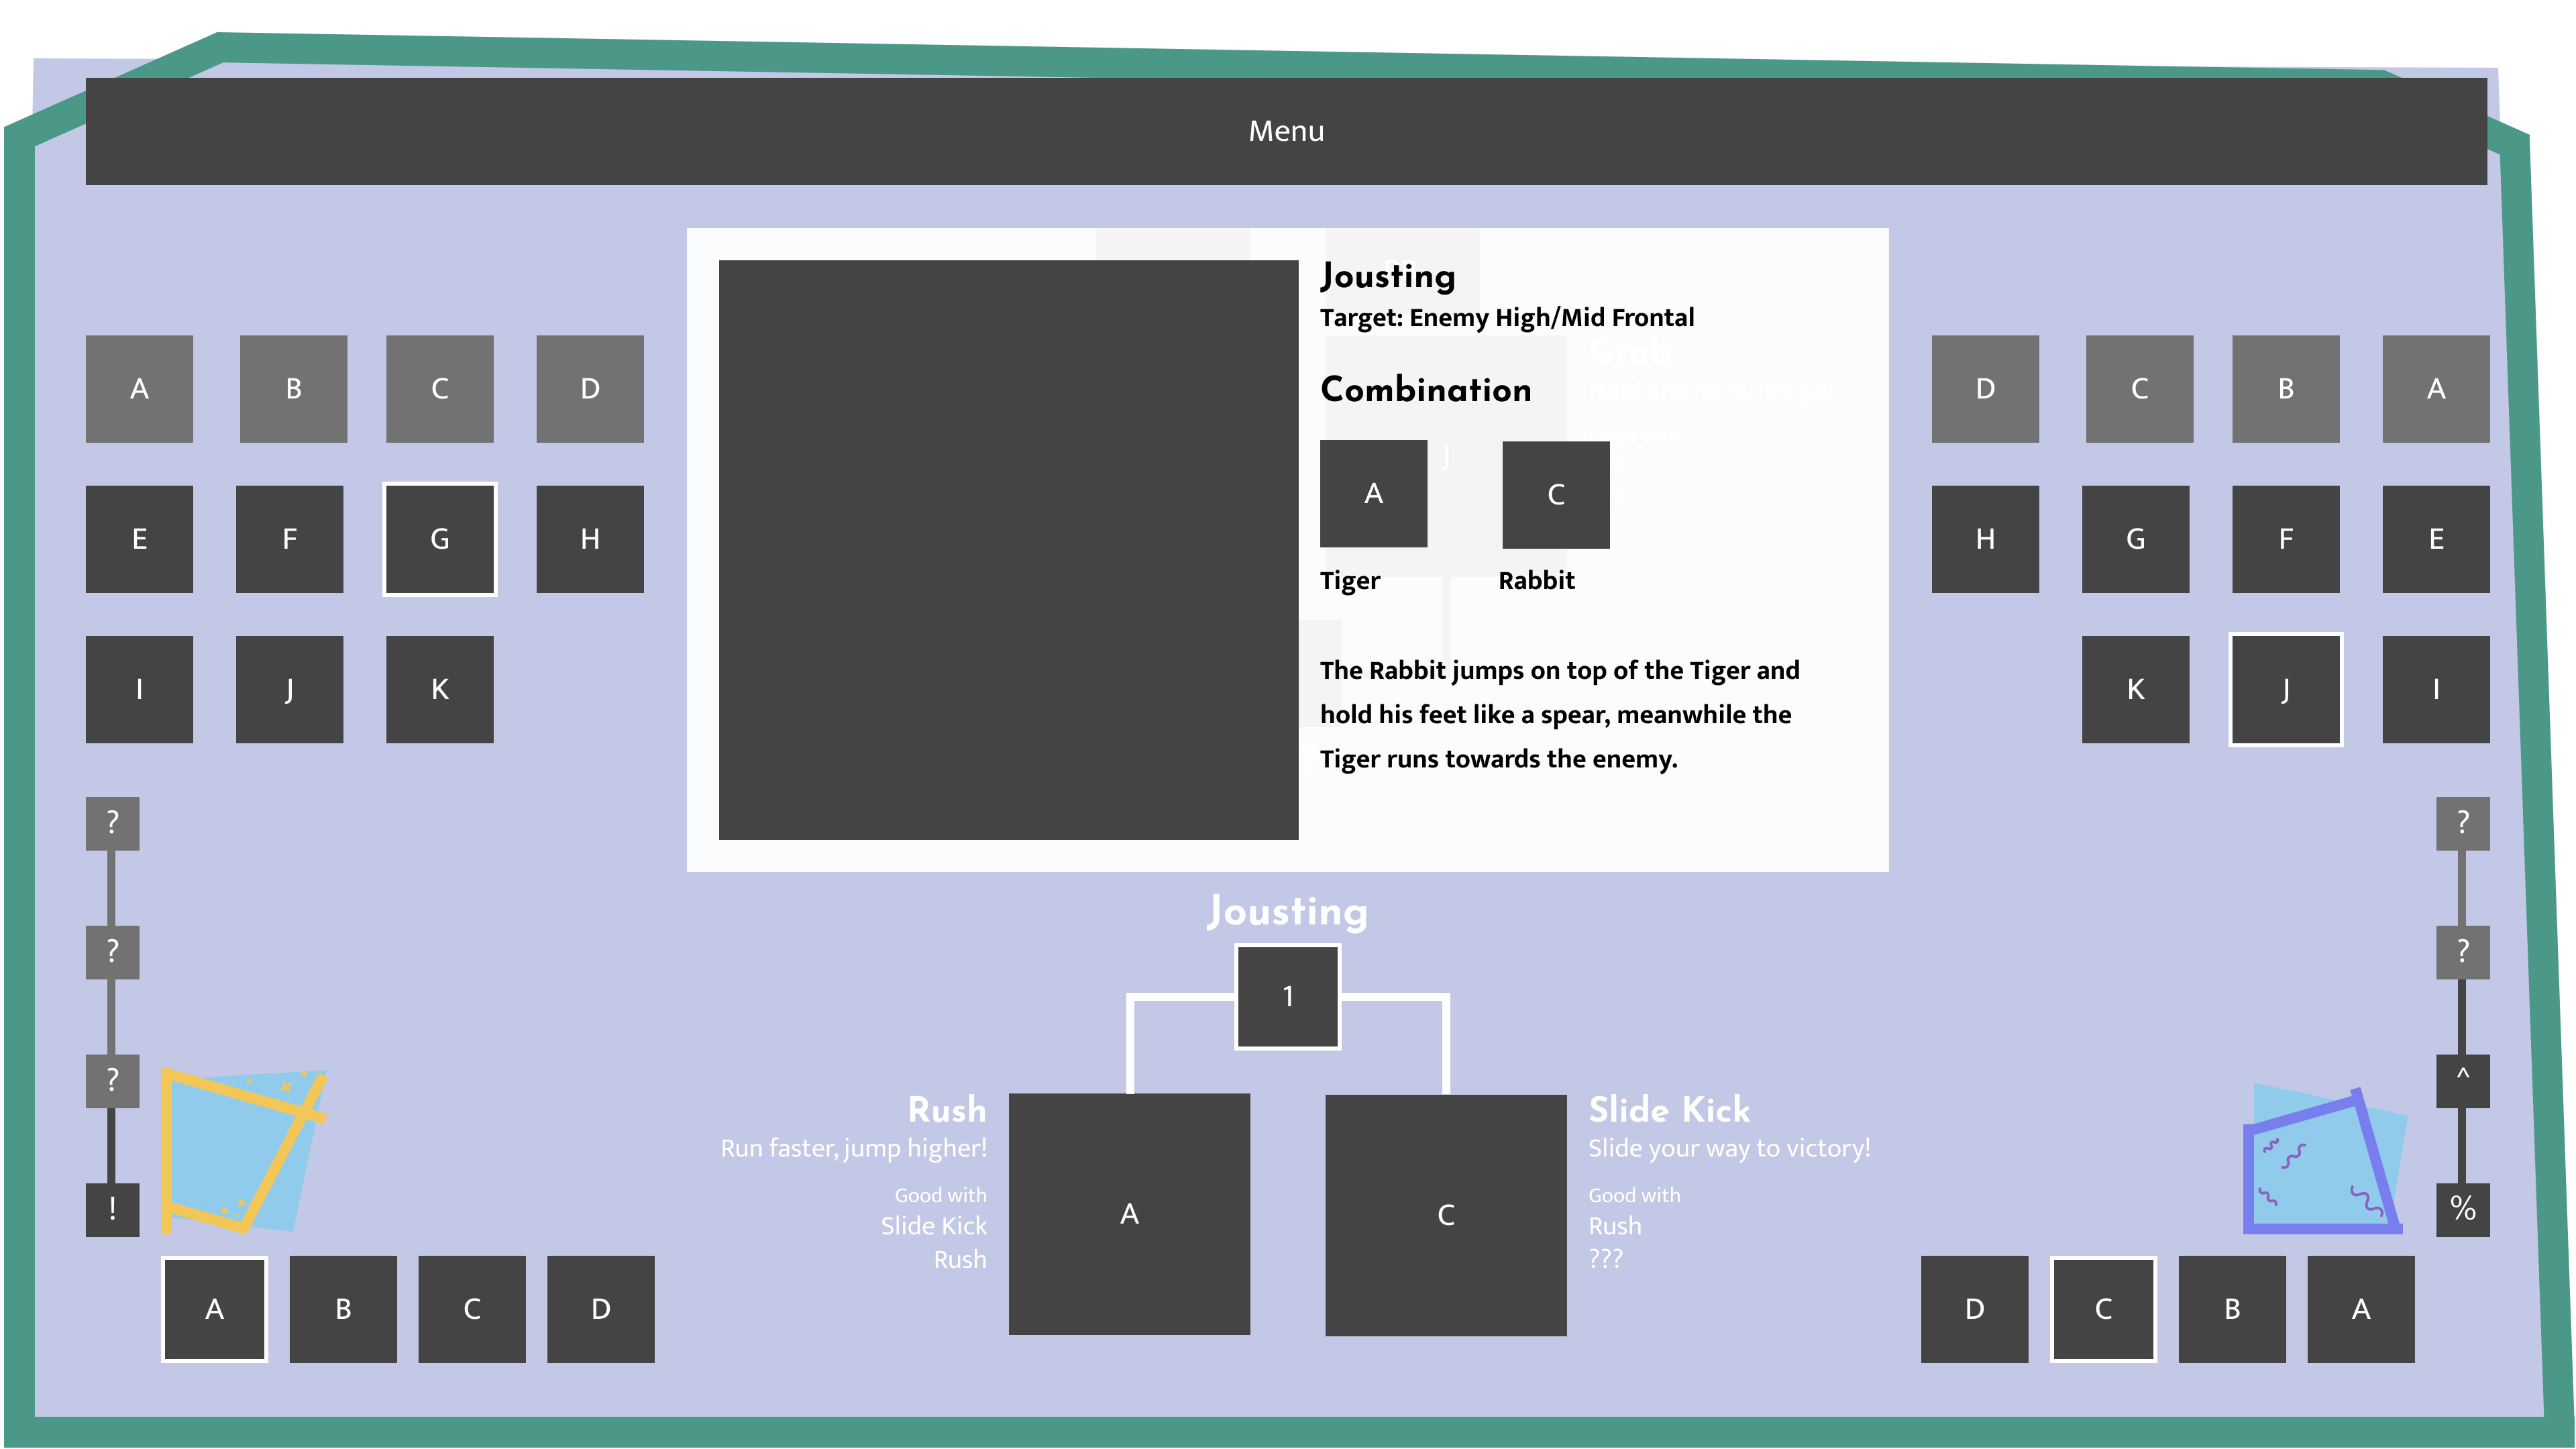 Menu
Jousting
Target: Enemy High/Mid Frontal
Grab
Combination
J
A
C
Tiger
Rabbit
The Rabbit jumps on top of the Tiger and
hold his feet like a spear, meanwhile the
Tiger runs towards the enemy.
A B C D
E F G H
I J K
D C B A
H G F E
K J I
?
?
?
!
?
?
^
%
Jousting
1
Rush
Run faster, jump higher!
Good with
Slide Kick
Rush
A
C
Slide Kick
Slide your way to victory!
Good with
Rush
???
A B C D
D C B A